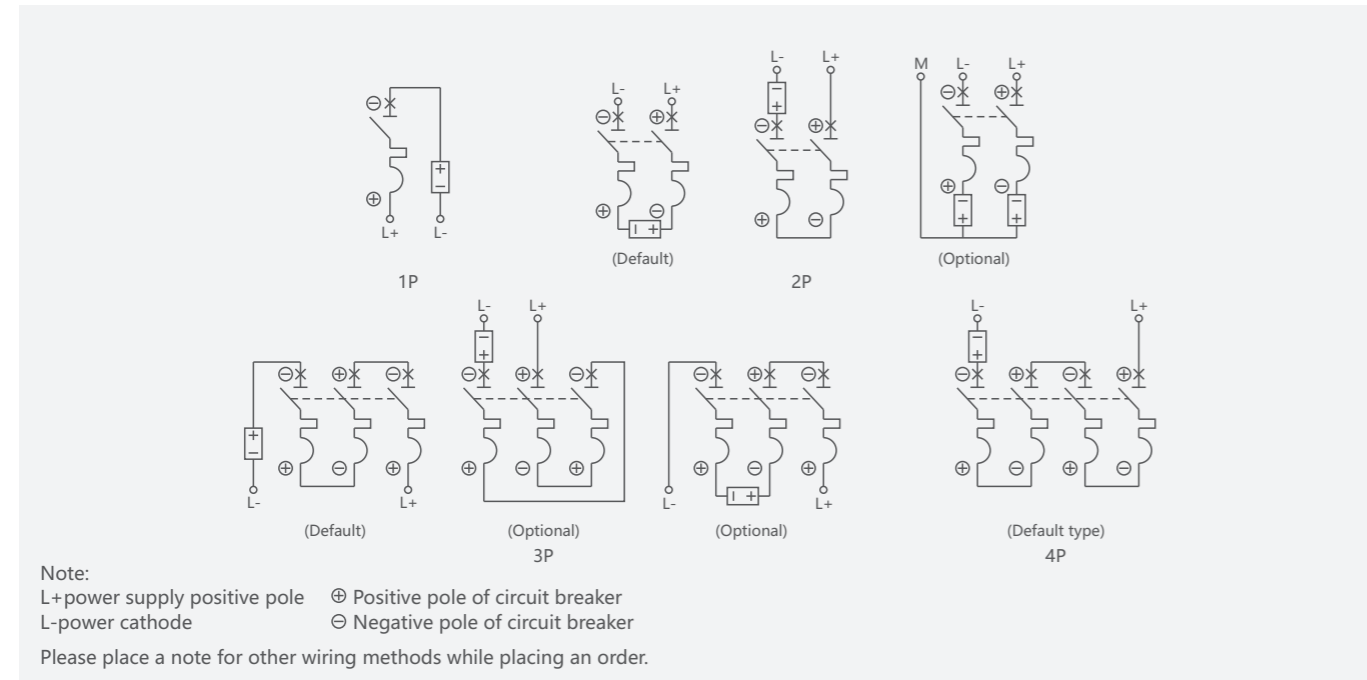 L- L+
M L- L+
L- L+
L+ L-
(Default)
(Optional)
1P
2P
L- L+
L- L+
L- L+
L- L+
(Default)
(Optional)
(Optional)
(Default type)
3P
4P
Note:
L+power supply positive pole ⊕ Positive pole of circuit breaker
L-power cathode ⊖ Negative pole of circuit breaker
Please place a note for other wiring methods while placing an order.